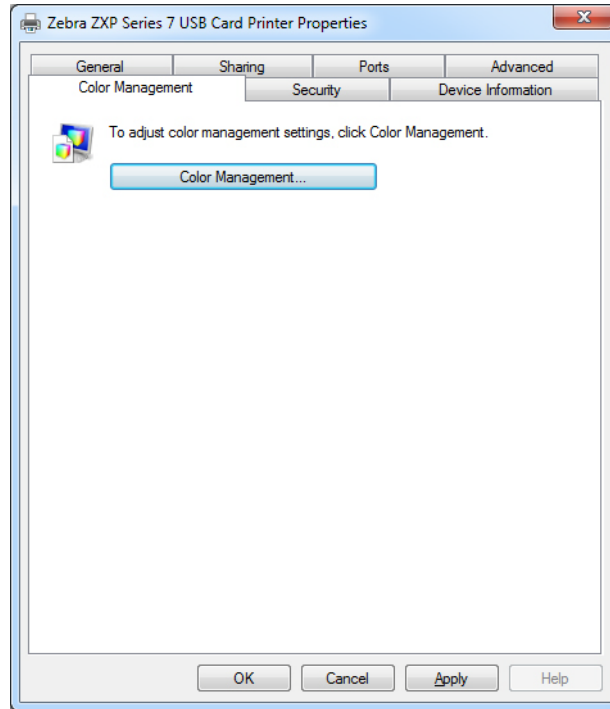 Zebra ZXP Series 7 USB Card Printer Properties
General Sharing Ports Advanced
Color Management Security Device Information
To adjust color management settings, click Color Management.
Color Management...
OK Cancel Apply Help